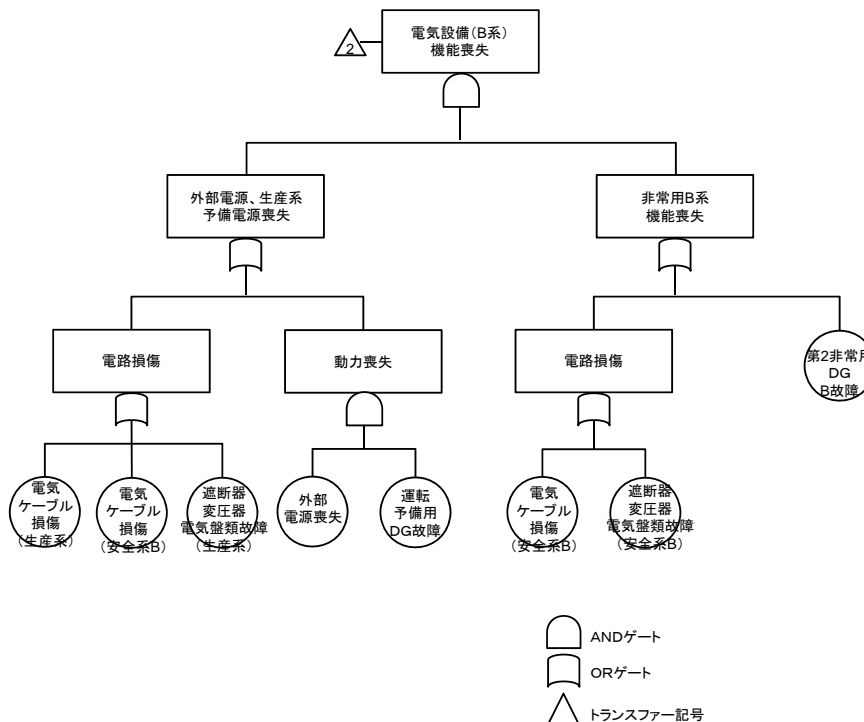 電気設備(B系)
機能喪失
2
外部電源、生産系
予備電源喪失
非常用B系
機能喪失
電路損傷
動力喪失
電路損傷
第2非常用
DG
B故障
電気
ケーブル
損傷
(生産系)
電気
ケーブル
損傷
(安全系B)
遮断器
変圧器
電気盤類故障
(生産系)
外部
電源喪失
運転
予備用
DG故障
電気
ケーブル
損傷
(安全系B)
遮断器
変圧器
電気盤類故障
(安全系B)
ANDゲート
ORゲート
トランスファー記号